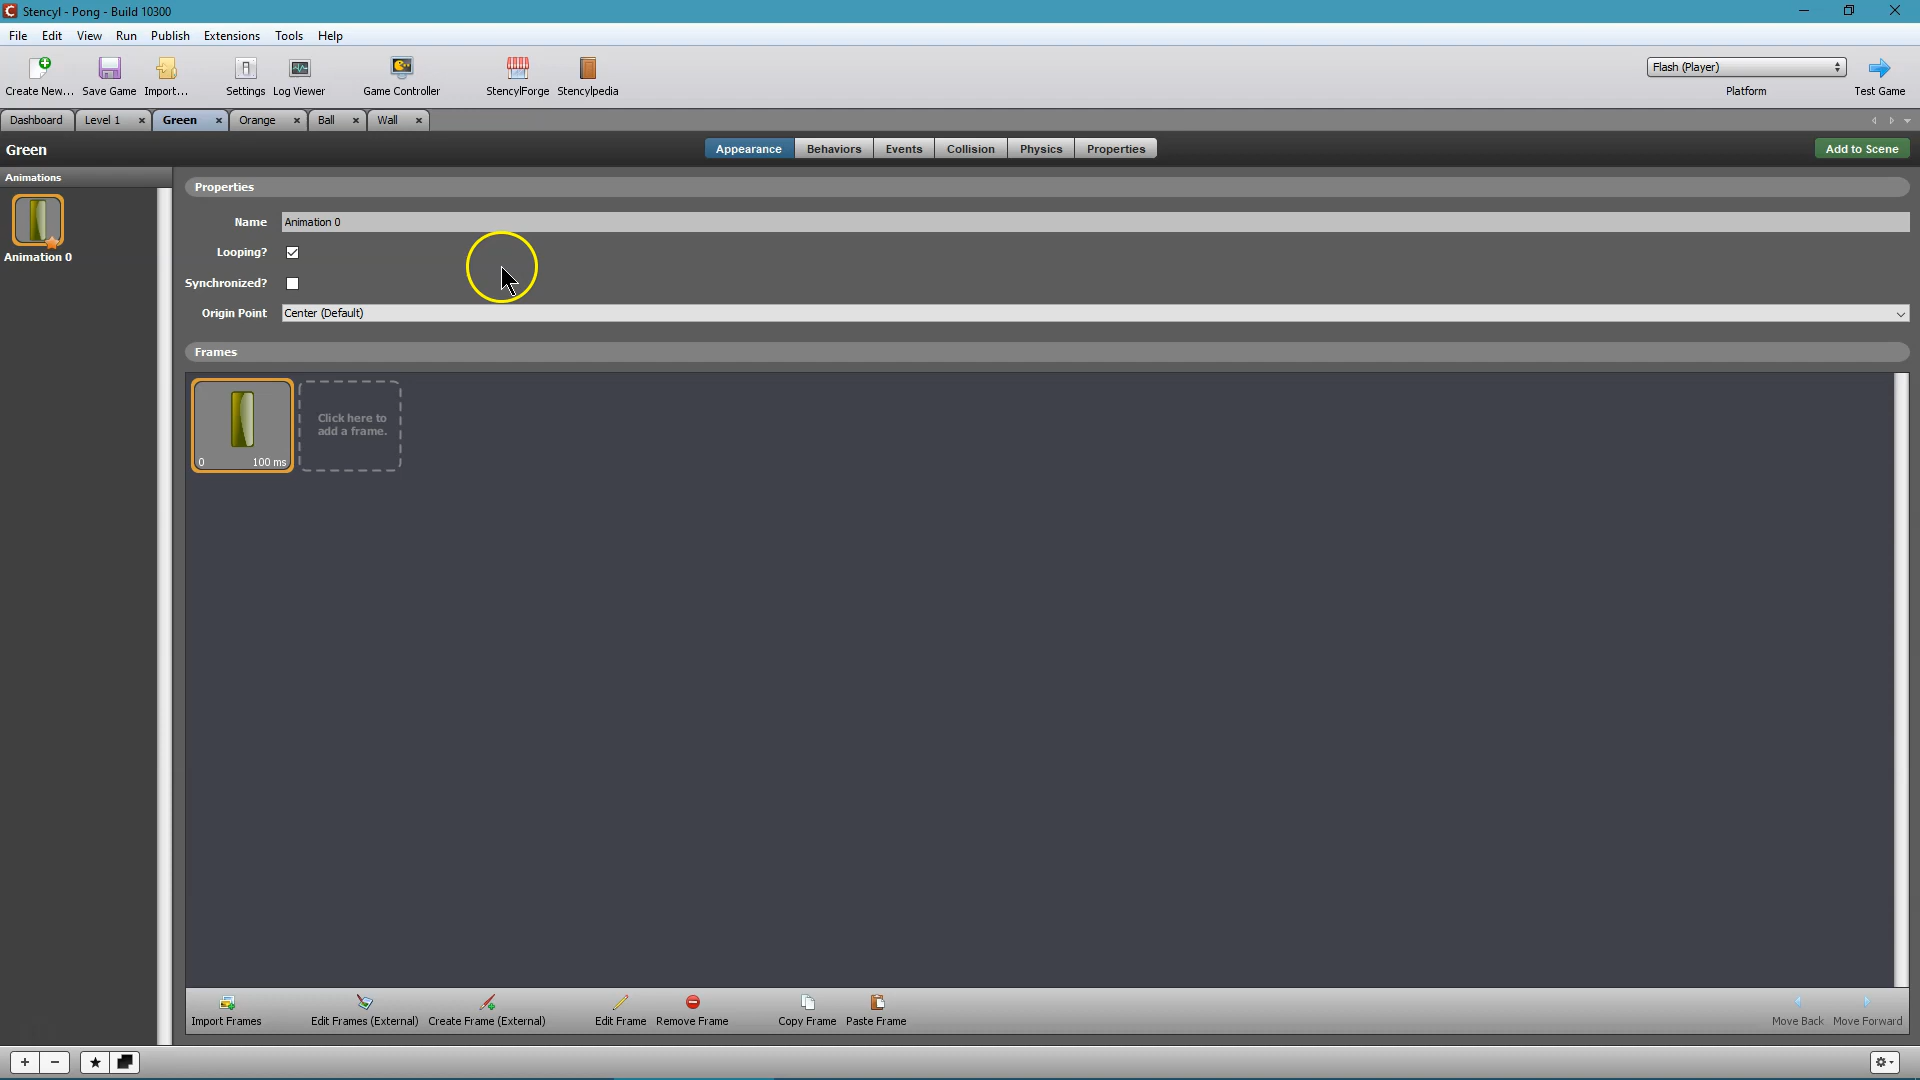 Stencyl - Pong - Build 10300
File Edit View Run Publish Extensions Tools Help
Create New... Save Game Import... Settings Log Viewer Game Controller StencylForge Stencylpedia
Flash (Player)
Platform
Test Game
Dashboard Level 1 Green Orange Ball Wall
Green
Appearance Behaviors Events Collision Physics Properties
Add to Scene
Animations
Animation 0
Properties
Name Animation 0
Looping?
Synchronized?
Origin Point Center (Default)
Frames
0 100 ms
Click here to
add a frame.
Import Frames Edit Frames (External) Create Frame (External) Edit Frame Remove Frame Copy Frame Paste Frame Move Back Move Forward